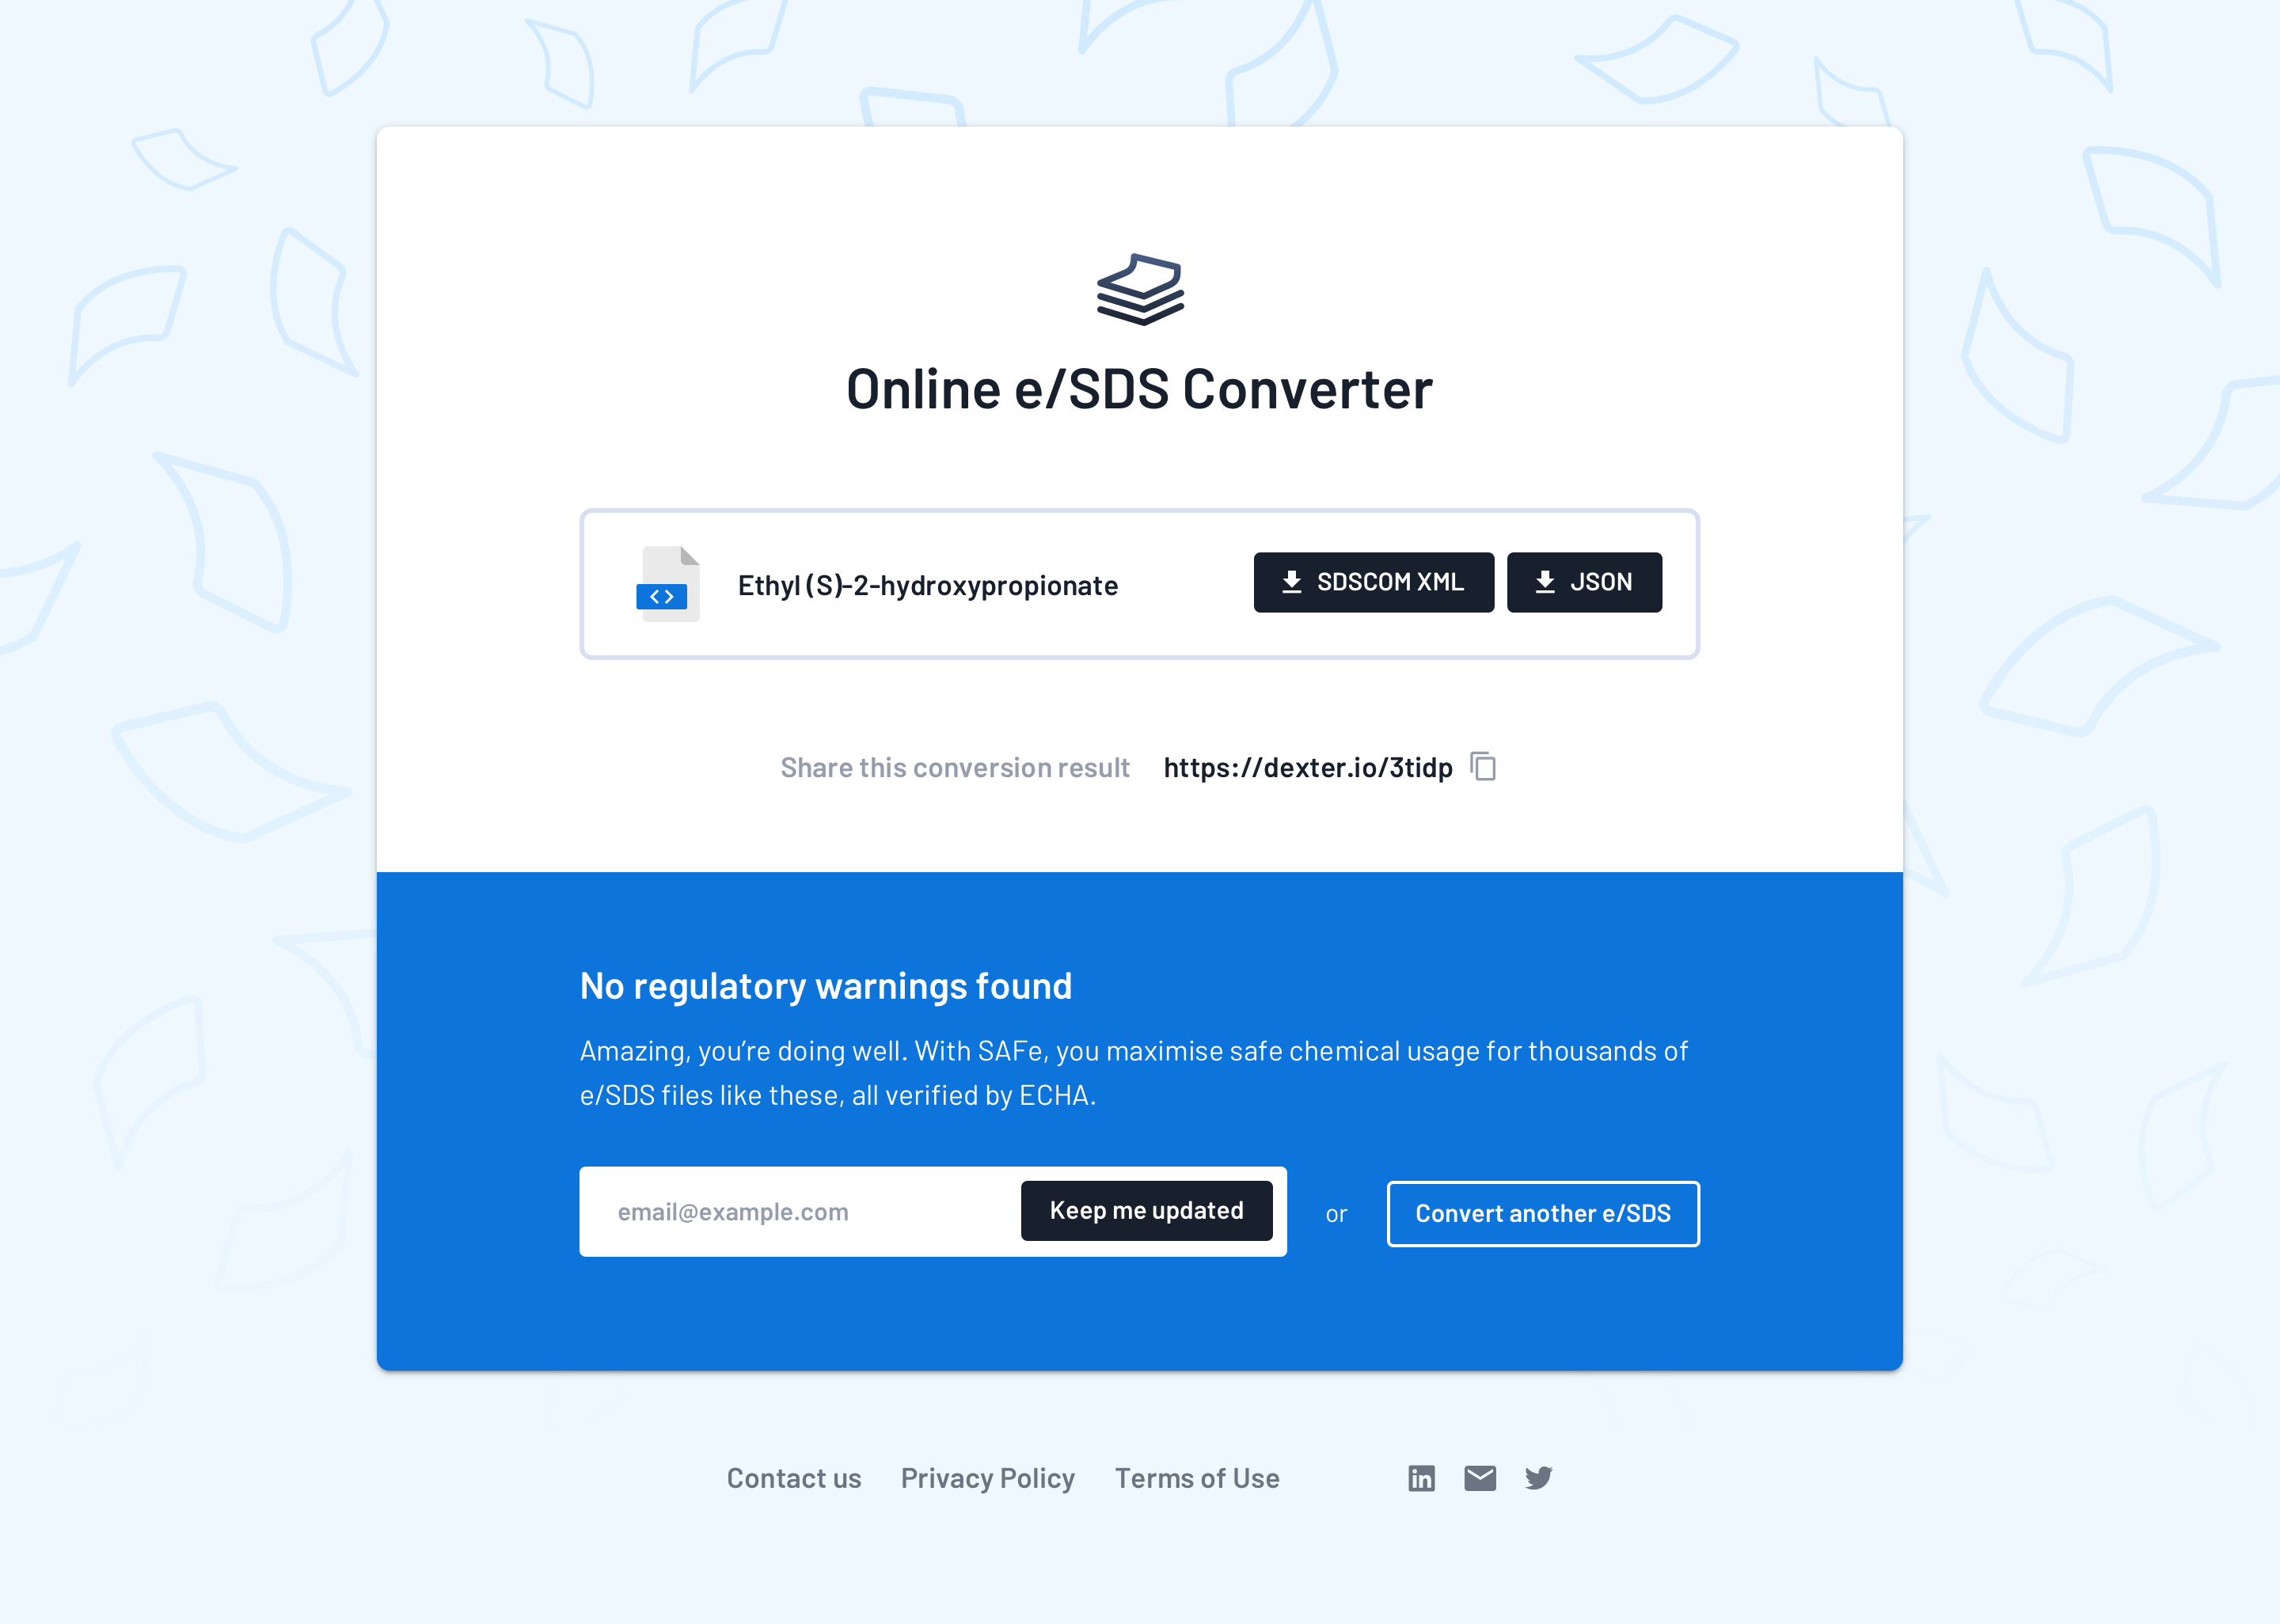 Online e/SDS Converter
Ethyl (S)-2-hydroxypropionate
SDSCOM XML
JSON
Share this conversion result https://dexter.io/3tidp
No regulatory warnings found
Amazing, you’re doing well. With SAFe, you maximise safe chemical usage for thousands of
e/SDS files like these, all verified by ECHA.
email@example.com
Keep me updated
or
Convert another e/SDS
Contact us Privacy Policy Terms of Use in